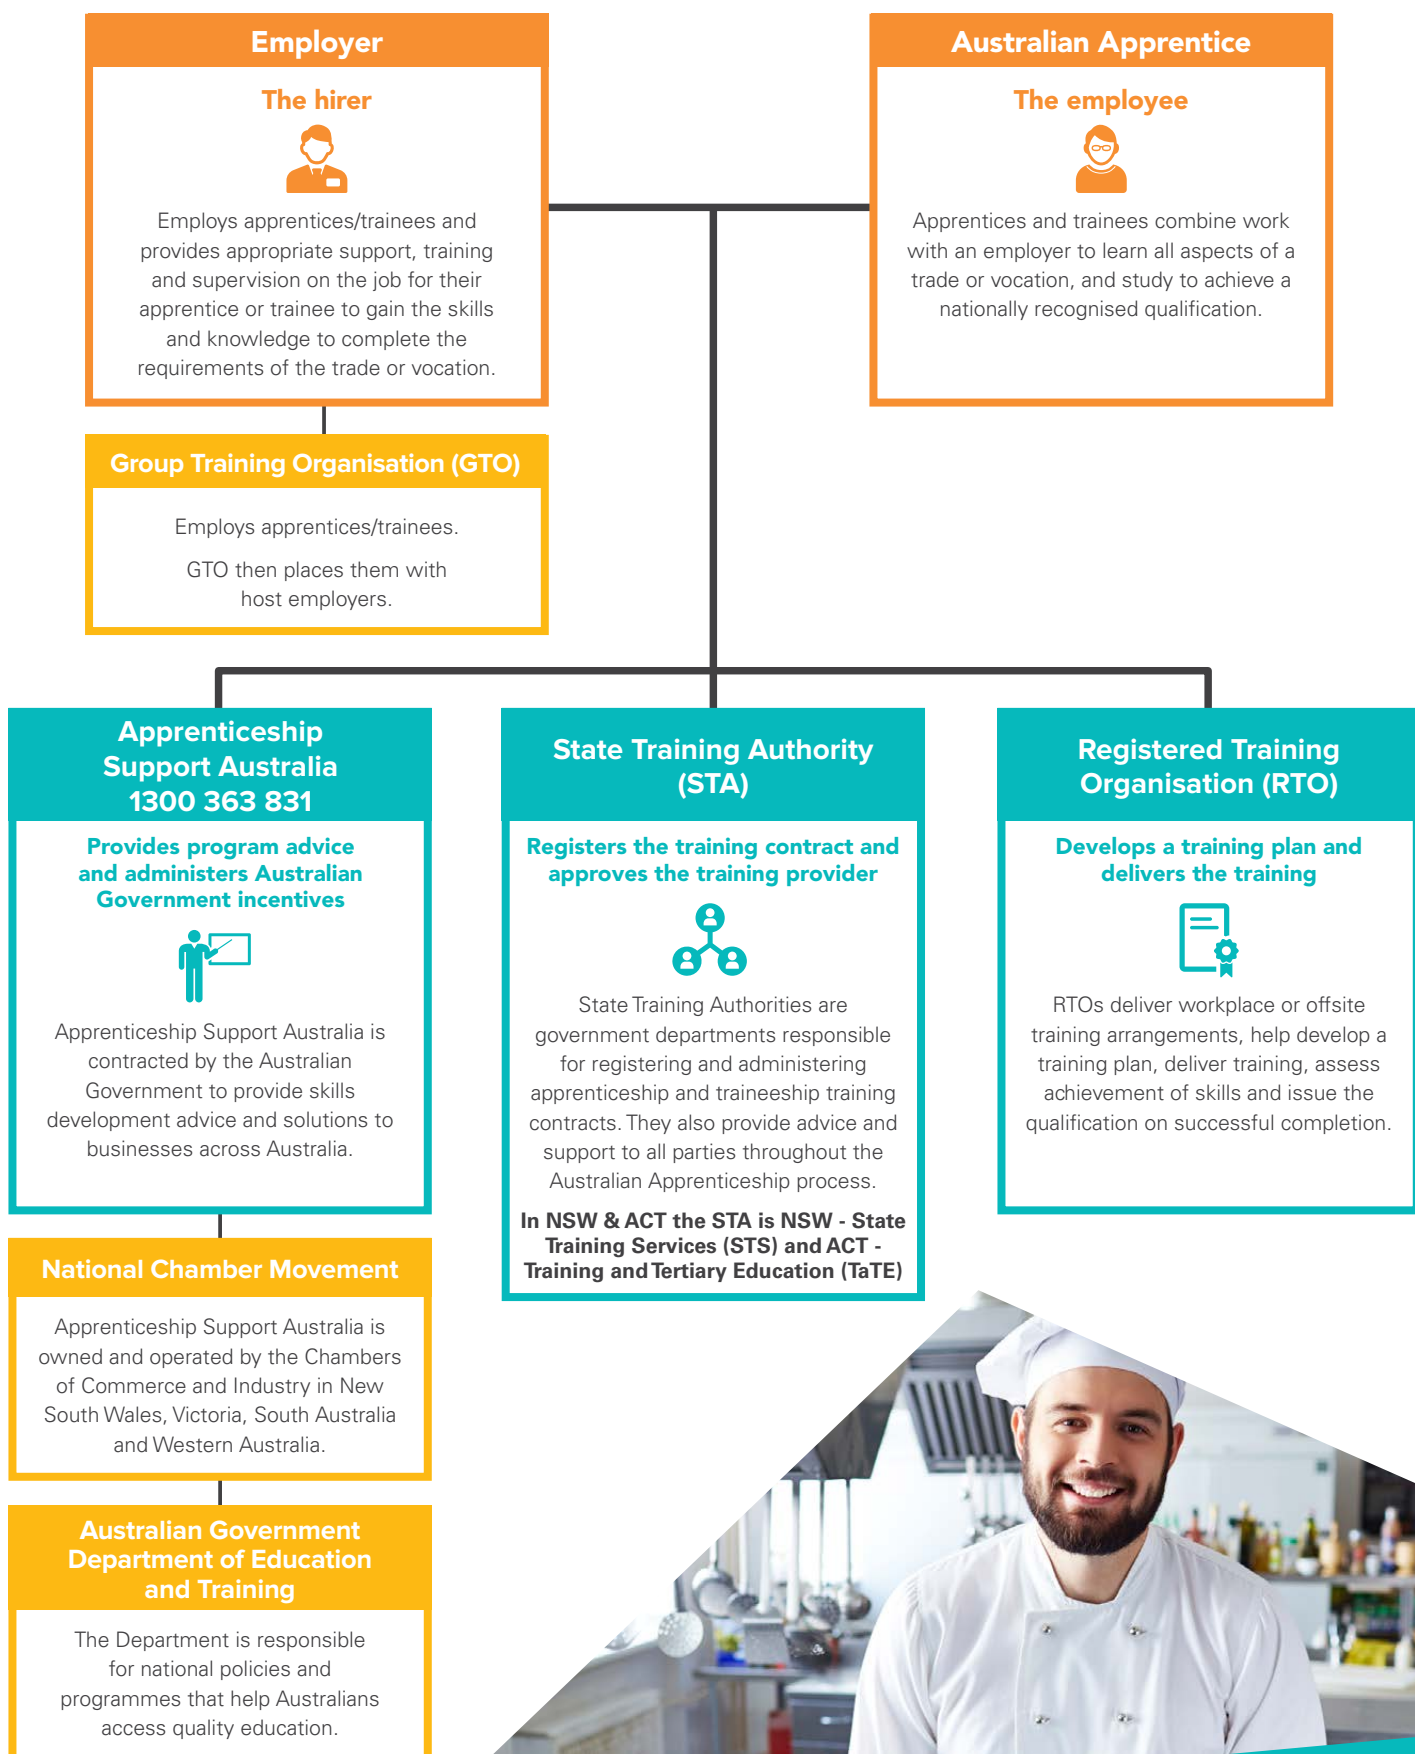 Employer
The hirer
Employs apprentices/trainees and
provides appropriate support, training
and supervision on the job for their
apprentice or trainee to gain the skills
and knowledge to complete the
requirements of the trade or vocation.
Australian Apprentice
The employee
Apprentices and trainees combine work
with an employer to learn all aspects of a
trade or vocation, and study to achieve a
nationally recognised qualification.
Group Training Organisation (GTO)
Employs apprentices/trainees.
GTO then places them with
host employers.
Apprenticeship
Support Australia
1300 363 831
Provides program advice
and administers Australian
Government incentives
Apprenticeship Support Australia is
contracted by the Australian
Government to provide skills
development advice and solutions to
businesses across Australia.
State Training Authority
(STA)
Registers the training contract and
approves the training provider
State Training Authorities are
government departments responsible
for registering and administering
apprenticeship and traineeship training
contracts. They also provide advice and
support to all parties throughout the
Australian Apprenticeship process.
In NSW & ACT the STA is NSW - State
Training Services (STS) and ACT -
Training and Tertiary Education (TaTE)
Registered Training
Organisation (RTO)
Develops a training plan and
delivers the training
RTOs deliver workplace or offsite
training arrangements, help develop a
training plan, deliver training, assess
achievement of skills and issue the
qualification on successful completion.
National Chamber Movement
Apprenticeship Support Australia is
owned and operated by the Chambers
of Commerce and Industry in New
South Wales, Victoria, South Australia
and Western Australia.
Australian Government
Department of Education
and Training
The Department is responsible
for national policies and
programmes that help Australians
access quality education.